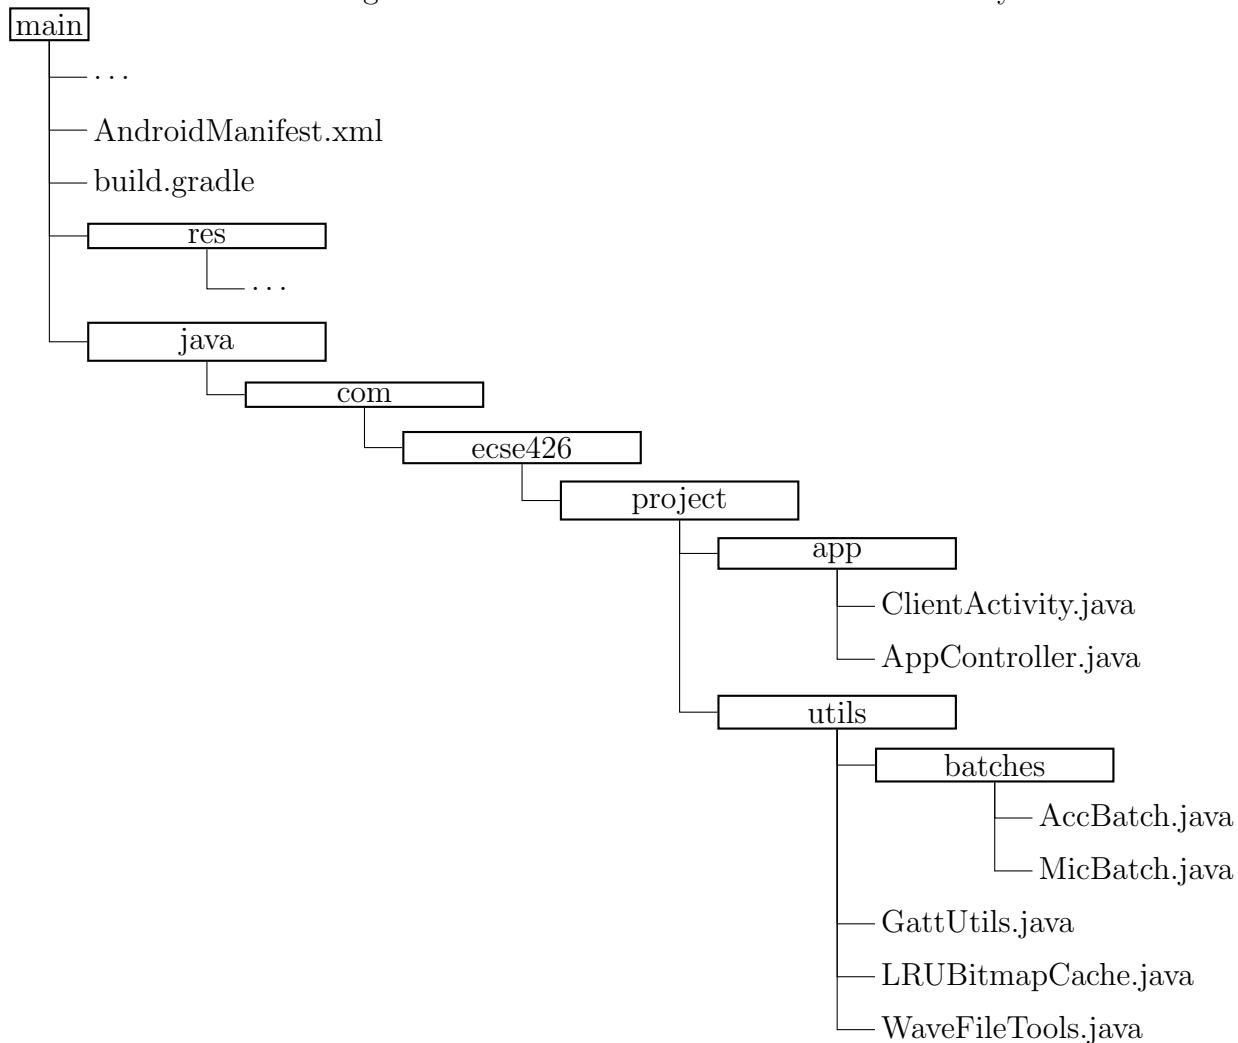 main
...
AndroidManifest.xml
build.gradle
res
...
java
com
ecse426
project
app
ClientActivity.java
AppController.java
utils
batches
AccBatch.java
MicBatch.java
GattUtils.java
LRUBitmapCache.java
WaveFileTools.java